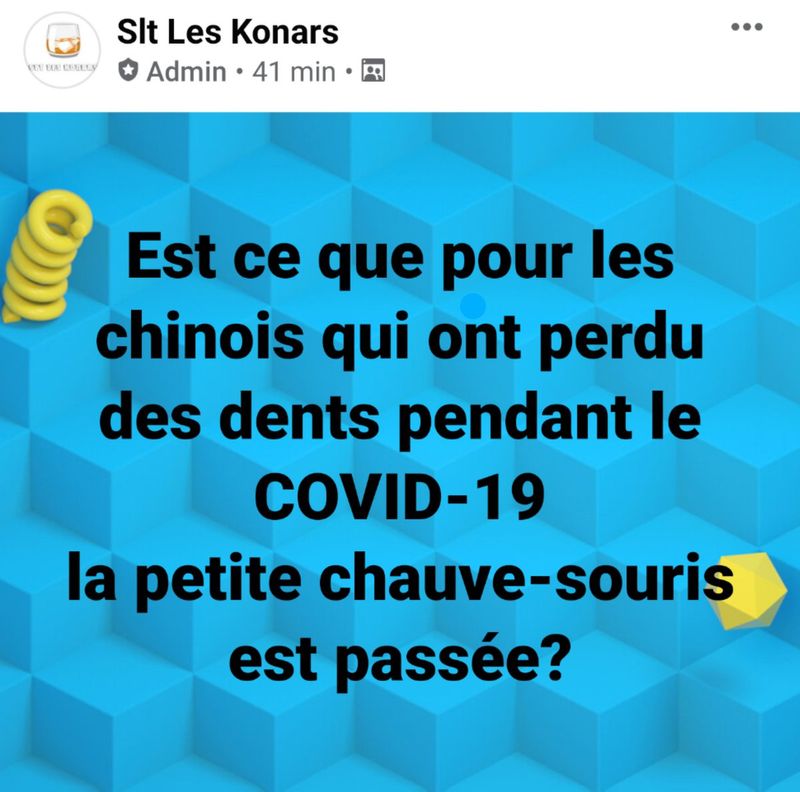 Slt Les Konars
Admin • 41 min •
Est ce que pour les
chinois qui ont perdu
des dents pendant le
COVID-19
la petite chauve-souris
est passée?